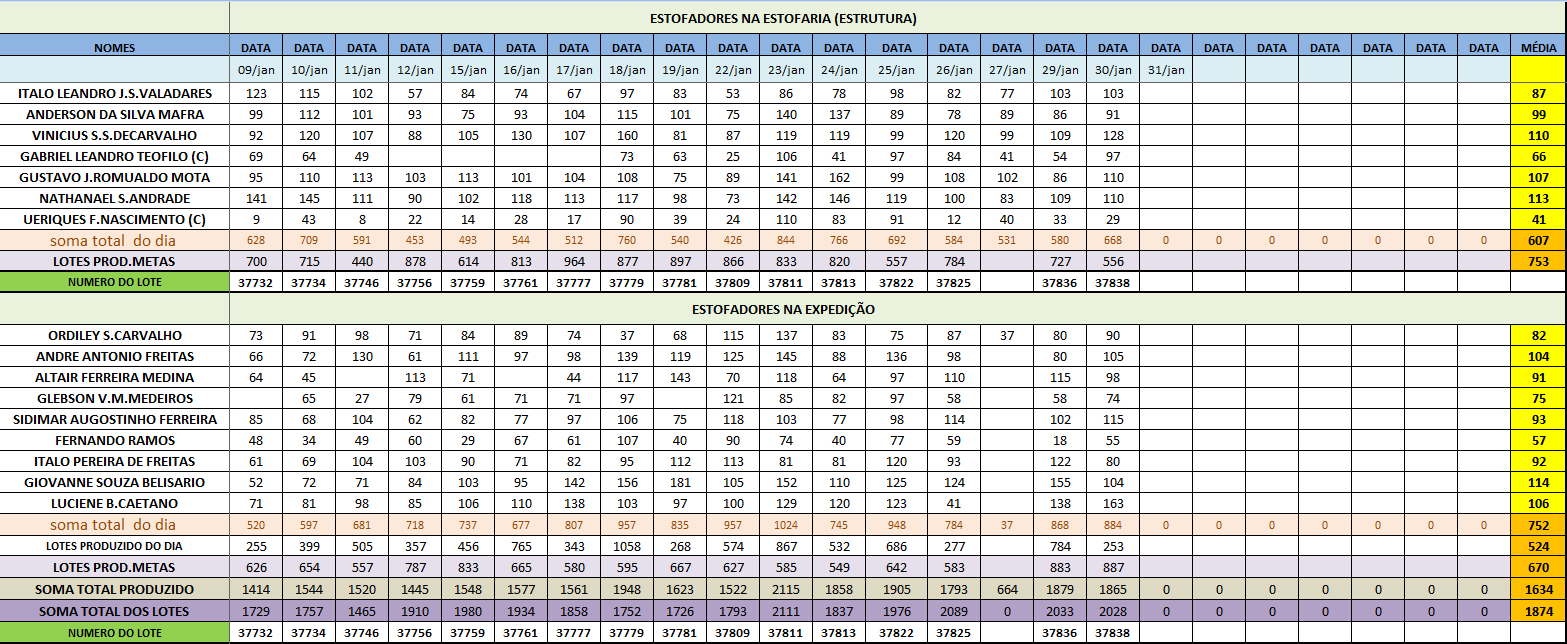 ESTOFADORES NA ESTOFARIA (ESTRUTURA)
NOMES DATA DATA DATA DATA DATA DATA DATA DATA DATA DATA DATA DATA DATA DATA DATA DATA DATA DATA DATA DATA DATA DATA DATA DATA MÉDIA
09/jan 10/jan 11/jan 12/jan 15/jan 16/jan 17/jan 18/jan 19/jan 22/jan 23/jan 24/jan 25/jan 26/jan 27/jan 29/jan 30/jan 31/jan
ITALO LEANDRO J.S.VALADARES 123 115 102 57 84 74 67 97 83 53 86 78 98 82 77 103 103 87
ANDERSON DA SILVA MAFRA 99 112 101 93 75 93 104 115 101 75 140 137 89 78 89 86 91 99
VINICIUS S.S.DECARVALHO 92 120 107 88 105 130 107 160 81 87 119 119 99 120 99 109 128 110
GABRIEL LEANDRO TEOFILO (C) 69 64 49 73 63 25 106 41 97 84 41 54 97 66
GUSTAVO J.ROMUALDO MOTA 95 110 113 103 113 101 104 108 75 89 141 162 99 108 102 86 110 107
NATHANAEL S.ANDRADE 141 145 111 90 102 118 113 117 98 73 142 146 119 100 83 109 110 113
UERIQUES F.NASCIMENTO (C) 9 43 8 22 14 28 17 90 39 24 110 83 91 12 40 33 29 41
soma total do dia 628 709 591 453 493 544 512 760 540 426 844 766 692 584 531 580 668 0 0 0 0 0 0 0 607
LOTES PROD.METAS 700 715 440 878 614 813 964 877 897 866 833 820 557 784 727 556 753
NUMERO DO LOTE 37732 37734 37746 37756 37759 37761 37777 37779 37781 37809 37811 37813 37822 37825 37836 37838
ESTOFADORES NA EXPEDIÇÃO
ORDILEY S.CARVALHO 73 91 98 71 84 89 74 37 68 115 137 83 75 87 37 80 90 82
ANDRE ANTONIO FREITAS 66 72 130 61 111 97 98 139 119 125 145 88 136 98 80 105 104
ALTAIR FERREIRA MEDINA 64 45 113 71 44 117 143 70 118 64 97 110 115 98 91
GLEBSON V.M.MEDEIROS 65 27 79 61 71 71 97 121 85 82 97 58 58 74 75
SIDIMAR AUGOSTINHO FERREIRA 85 68 104 62 82 77 97 106 75 118 103 77 98 114 102 115 93
FERNANDO RAMOS 48 34 49 60 29 67 61 107 40 90 74 40 77 59 18 55 57
ITALO PEREIRA DE FREITAS 61 69 104 103 90 71 82 95 112 113 81 81 120 93 122 80 92
GIOVANNE SOUZA BELISARIO 52 72 71 84 103 95 142 156 181 105 152 110 125 124 155 104 114
LUCIENE B.CAETANO 71 81 98 85 106 110 138 103 97 100 129 120 123 41 138 163 106
soma total do dia 520 597 681 718 737 677 807 957 835 957 1024 745 948 784 37 868 884 0 0 0 0 0 0 0 752
LOTES PRODUZIDO DO DIA 255 399 505 357 456 765 343 1058 268 574 867 532 686 277 784 253 524
LOTES PROD.METAS 626 654 557 787 833 665 580 595 667 627 585 549 642 583 883 887 670
SOMA TOTAL PRODUZIDO 1414 1544 1520 1445 1548 1577 1561 1948 1623 1522 2115 1858 1905 1793 664 1879 1865 0 0 0 0 0 0 0 1634
SOMA TOTAL DOS LOTES 1729 1757 1465 1910 1980 1934 1858 1752 1726 1793 2111 1837 1976 2089 0 2033 2028 0 0 0 0 0 0 0 1874
NUMERO DO LOTE 37732 37734 37746 37756 37759 37761 37777 37779 37781 37809 37811 37813 37822 37825 37836 37838